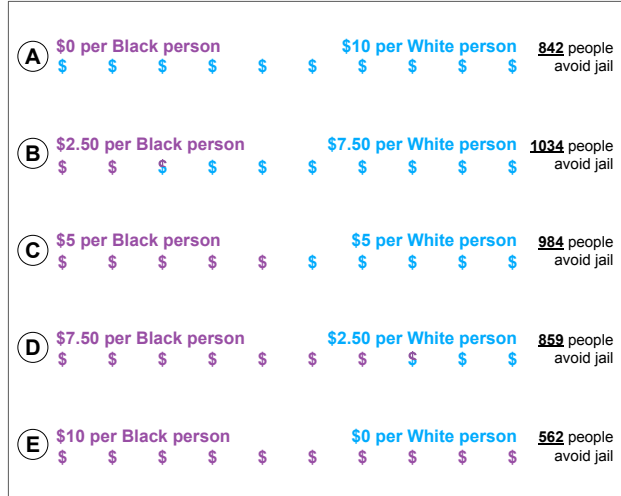 A $0 per Black person $10 per White person 842 people
$ $ $ $ $ $ $ $ $ $ avoid jail
B $2.50 per Black person $7.50 per White person 1034 people
$ $ $ $ $ $ $ $ $ $ avoid jail
C $5 per Black person $5 per White person 984 people
$ $ $ $ $ $ $ $ $ $ avoid jail
D $7.50 per Black person $2.50 per White person 859 people
$ $ $ $ $ $ $ $ $ $ avoid jail
E $10 per Black person $0 per White person 562 people
$ $ $ $ $ $ $ $ $ $ avoid jail